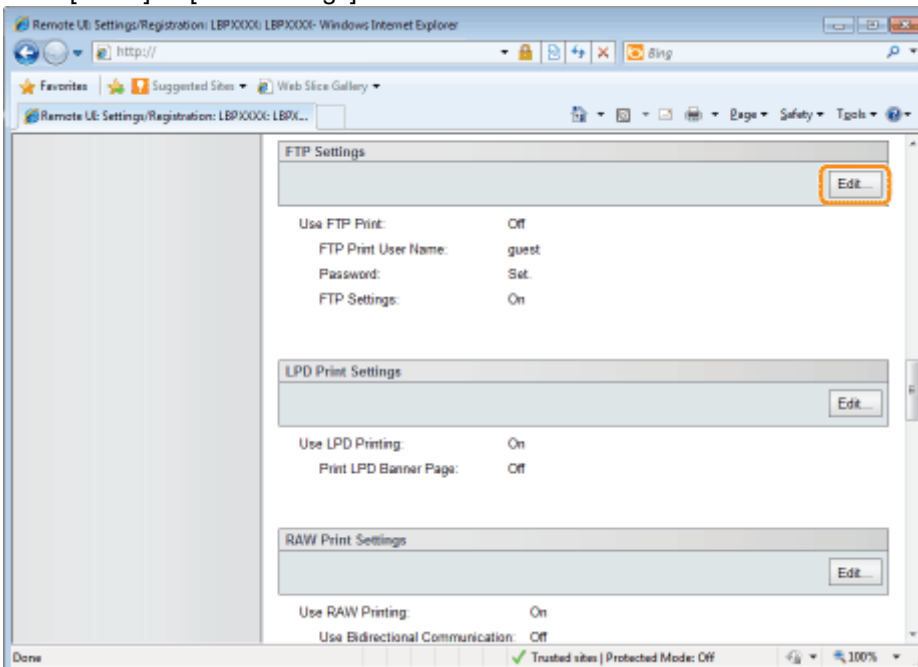 Remote UI: Settings/Registration: LBPXXXX: LBPXXXX- Windows Internet Explorer
http://
Bing
Favorites Suggested Sites Web Slice Gallery
Remote UI: Settings/Registration: LBPXXXX: LBPX... Page Safety Tools
FTP Settings
Edit...
Use FTP Print: Off
FTP Print User Name: guest
Password: Set.
FTP Settings: On
LPD Print Settings
Edit...
Use LPD Printing: On
Print LPD Banner Page: Off
RAW Print Settings
Edit...
Use RAW Printing: On
Use Bidirectional Communication: Off
Done Trusted sites | Protected Mode: Off 100%